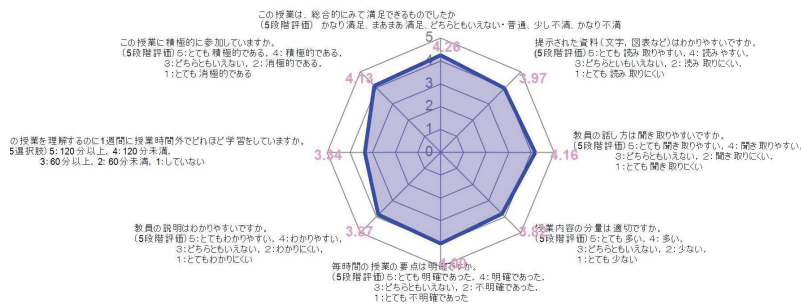 この授業は、総合的にみて満足できるものでしたか
(5段階評価) かなり満足、まあまあ満足、どちらともいえない・普通、少し不満、かなり不満
5
4.26
4
3
2
1
0
提示された資料(文字, 図表など)はわかりやすいですか。
(5段階評価) 5:とても読み取りやすい, 4: 読みやすい,
3:どちらともいえない, 2: 読み取りにくい,
1:とても読み取りにくい
3.97
教員の話し方は聞き取りやすいですか。
(5段階評価) 5:とても聞き取りやすい, 4: 聞き取りやすい,
3:どちらともいえない, 2: 聞き取りにくい,
1:とても聞き取りにくい
4.16
授業内容の分量は適切ですか。
(5段階評価) 5:とても多い, 4: 多い,
3:どちらともいえない, 2: 少ない,
1:とても少ない
毎時間の授業の要点は明確ですか。
(5段階評価) 5:とても明確であった, 4: 明確であった,
3:どちらともいえない, 2: 不明確であった,
1:とても不明確であった
教員の説明はわかりやすいですか。
(5段階評価) 5:とてもわかりやすい, 4:わかりやすい,
3:どちらともいえない, 2:わかりにくい,
1:とてもわかりにくい
の授業を理解するのに1週間に授業時間外でどれほど学習をしていますか。
5選択肢) 5:120分以上, 4:120分未満,
3:60分以上, 2: 60分未満, 1:していない
この授業に積極的に参加していますか。
(5段階評価) 5:とても積極的である, 4: 積極的である,
3:どちらともいえない, 2: 消極的である,
1:とても消極的である
4.13